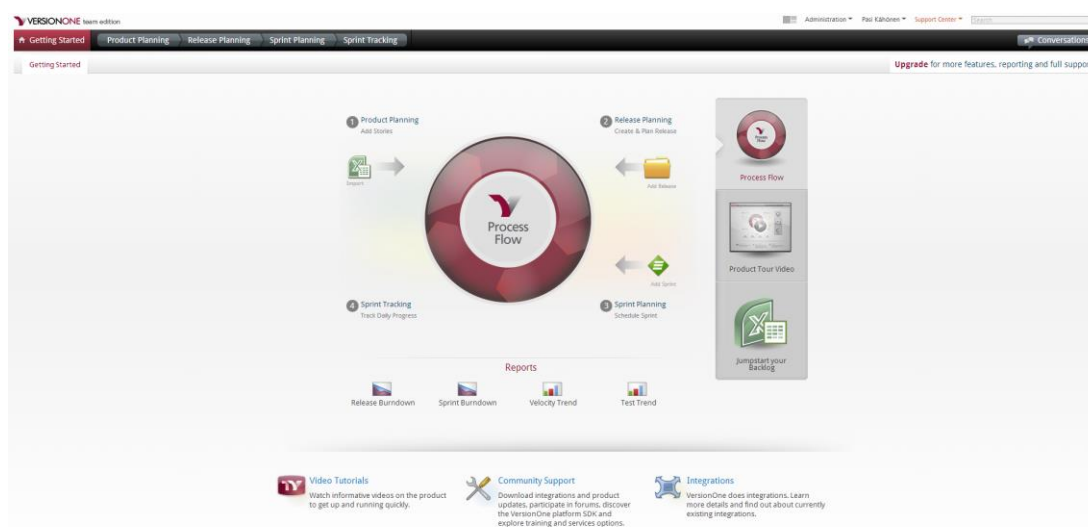 VERSIONONE team edition
Administration Pasi Kähönen Support Center Search
Getting Started Product Planning Release Planning Sprint Planning Sprint Tracking Conversations
Getting Started
Upgrade for more features, reporting and full suppor
1 Product Planning
Add Stories
2 Release Planning
Create & Plan Release
Import
Add Release
Process
Flow
Add Sprint
4 Sprint Tracking
Track Daily Progress
3 Sprint Planning
Schedule Sprint
Process Flow
Product Tour Video
Jumpstart your
Backlog
Reports
Release Burndown
Sprint Burndown
Velocity Trend
Test Trend
Video Tutorials
Watch informative videos on the product
to get up and running quickly.
Community Support
Download integrations and product
updates, participate in forums, discover
the VersionOne platform SDK and
explore training and services options.
Integrations
VersionOne does integrations. Learn
more details and find out about currently
existing integrations.